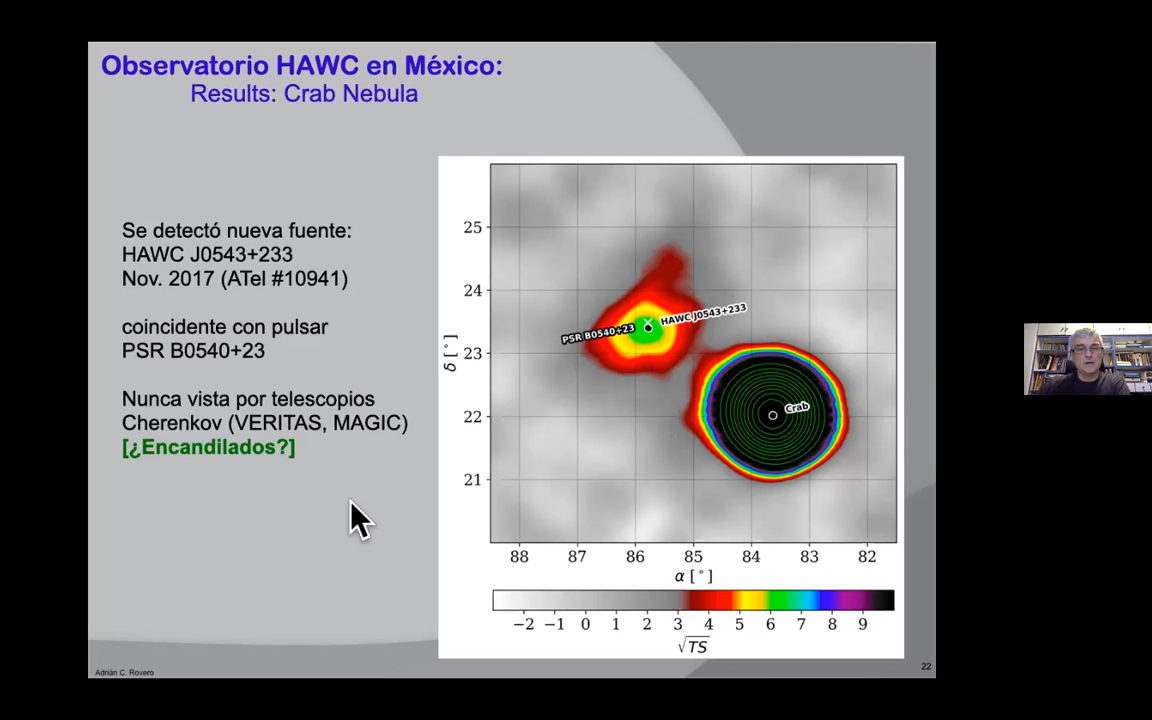 Observatorio HAWC en México:
Results: Crab Nebula
Se detectó nueva fuente:
HAWC J0543+233
Nov. 2017 (ATel #10941)
coincidente con pulsar
PSR B0540+23
Nunca vista por telescopios
Cherenkov (VERITAS, MAGIC)
[¿Encandilados?]
25
24
23
22
21
δ [°]
PSR B0540+23
HAWC J0543+233
Crab
88 87 86 85 84 83 82
α [°]
−2 −1 0 1 2 3 4 5 6 7 8 9
√TS
Adrián C. Rovero
22